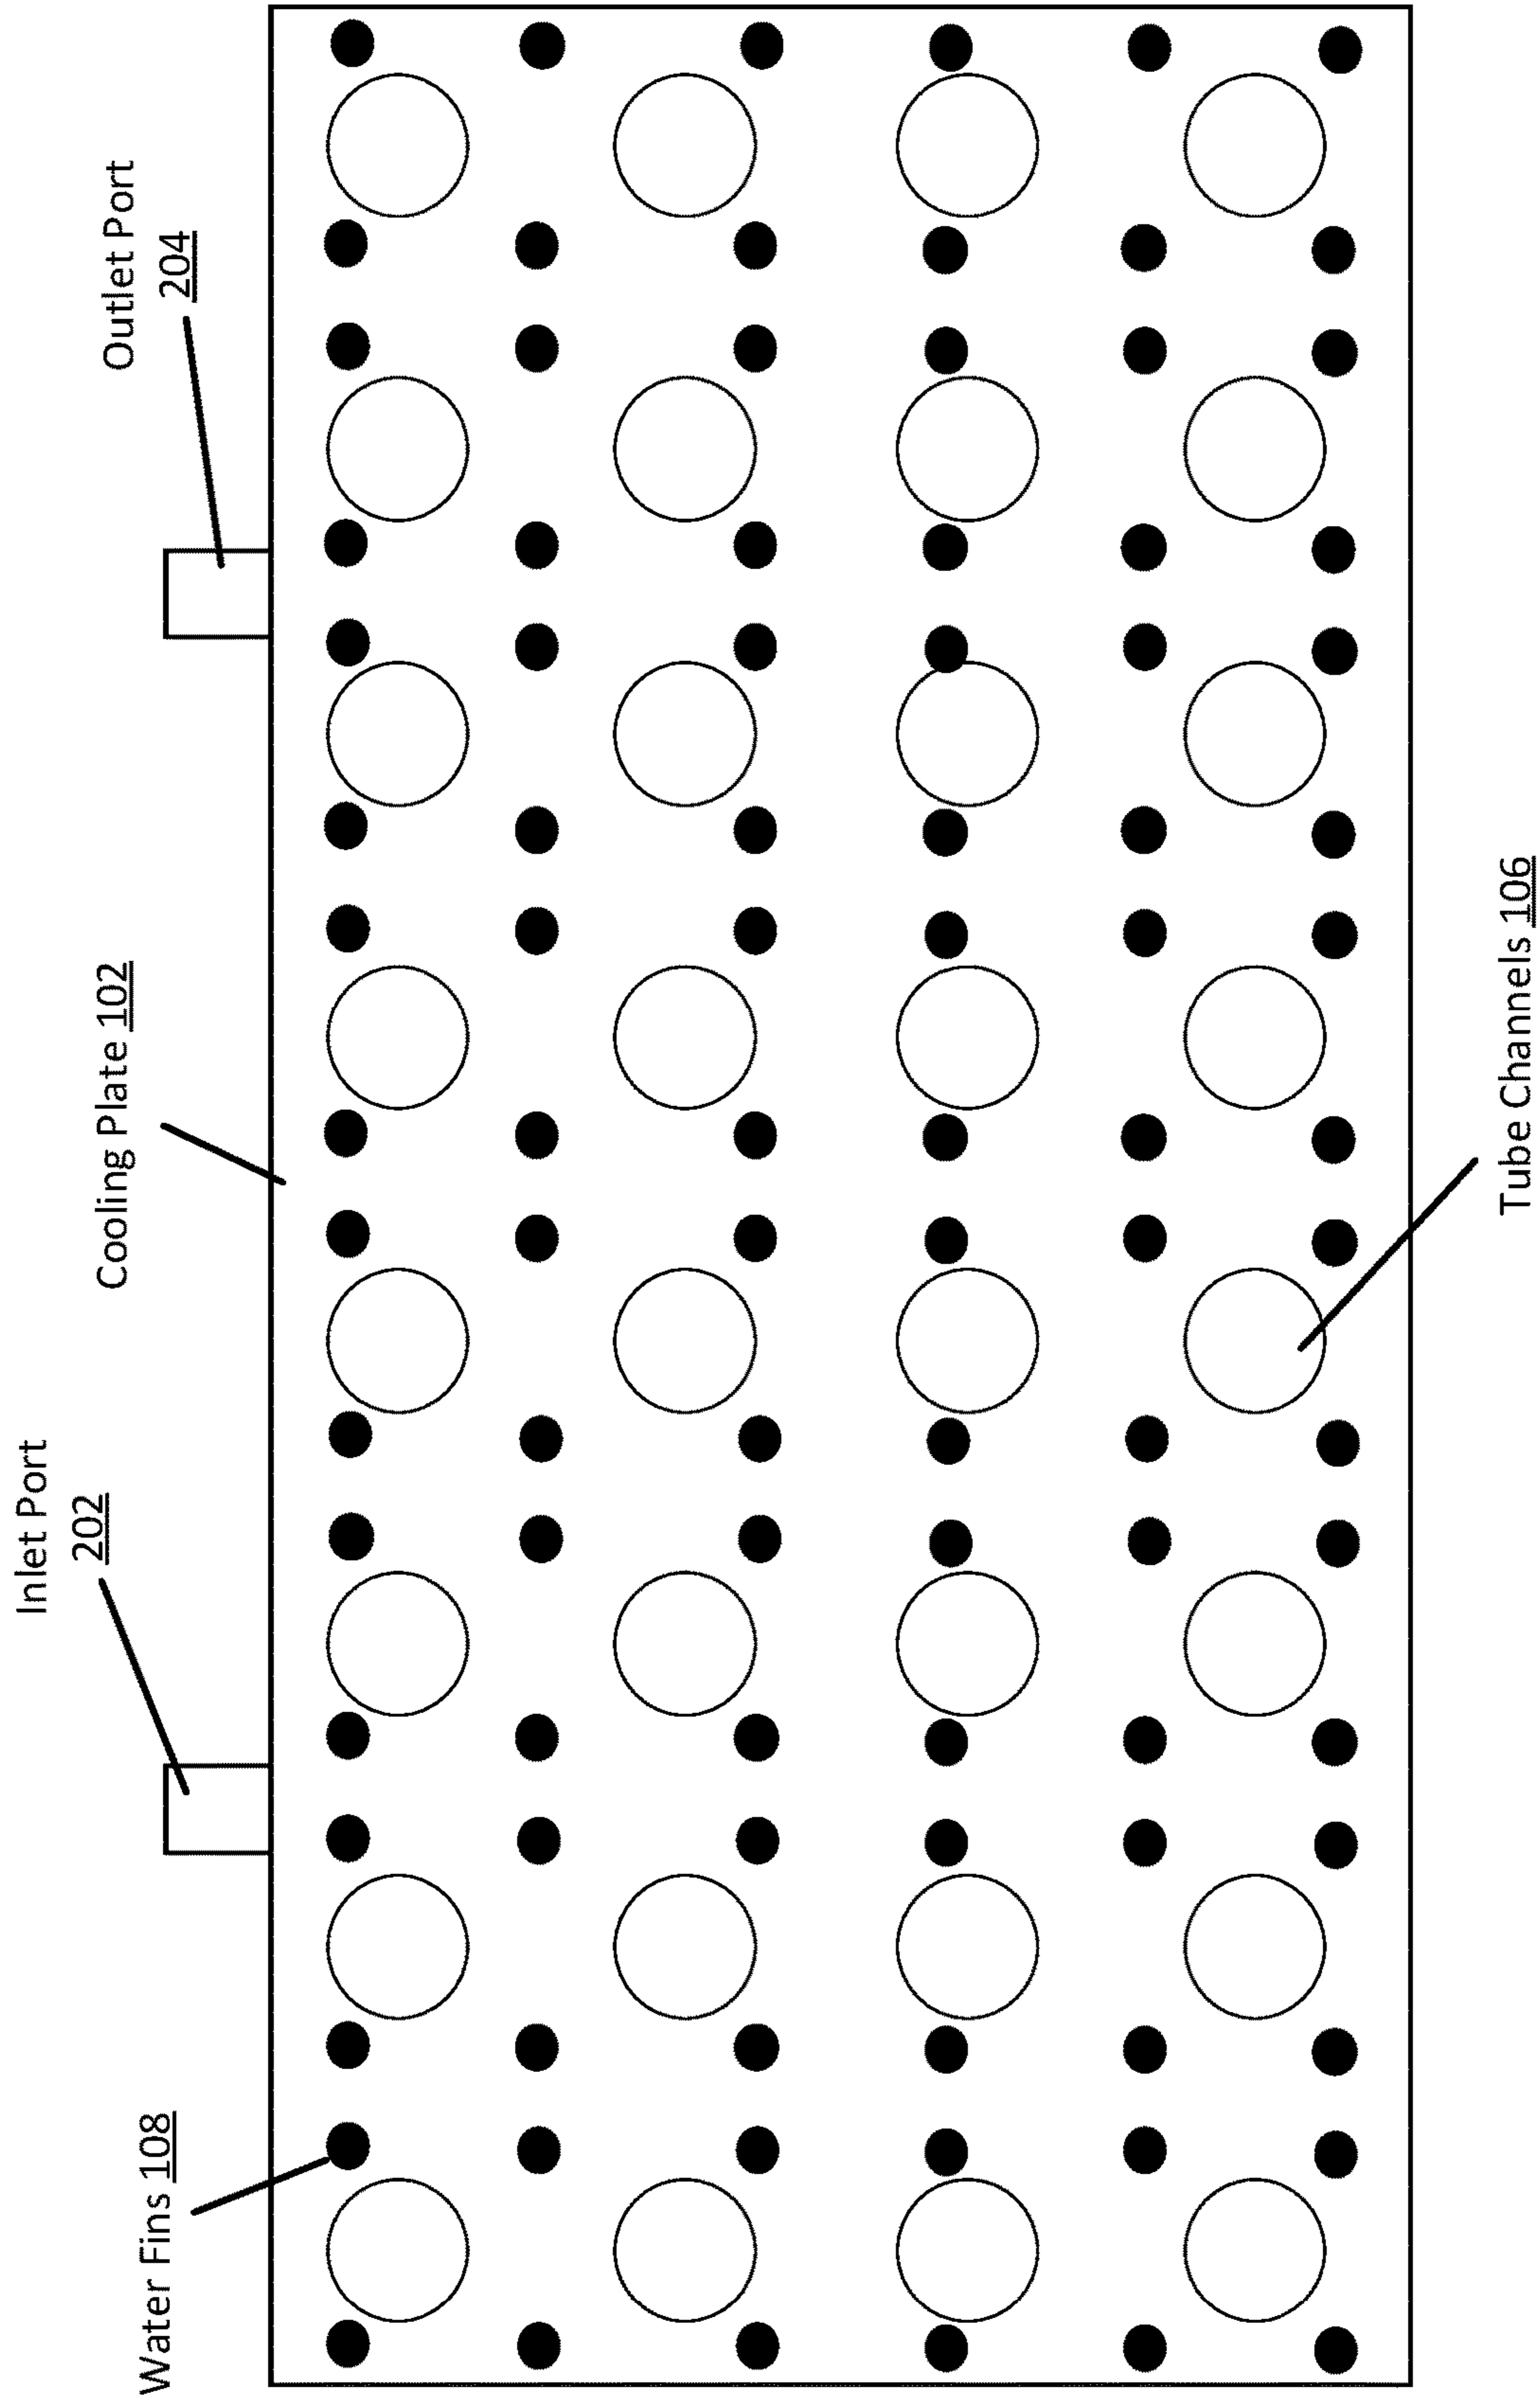 Water Fins 108
Inlet Port
202
Cooling Plate 102
Outlet Port
204
Tube Channels 106